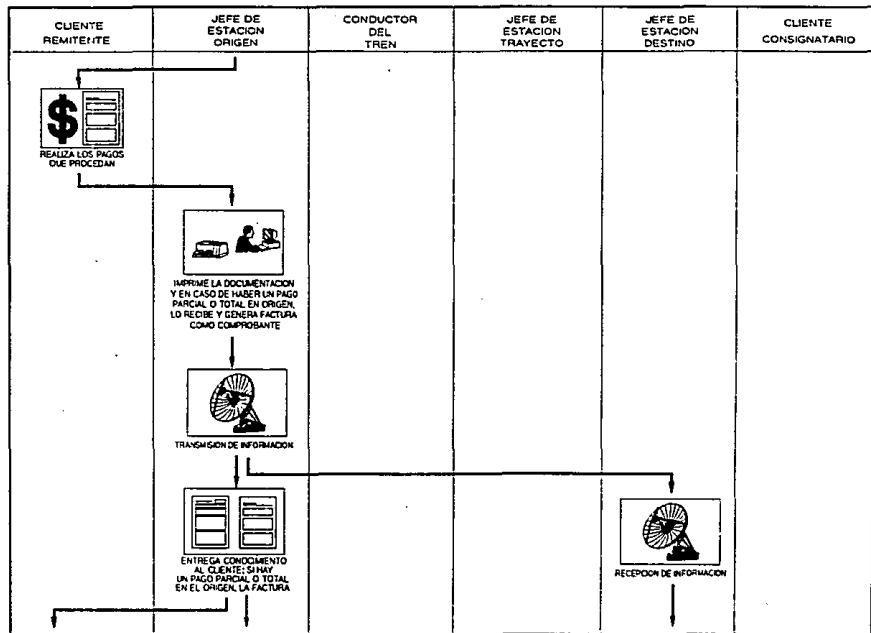 CLIENTE
REMITENTE
JEFE DE
ESTACION
ORIGEN
CONDUCTOR
DEL
TREN
JEFE DE
ESTACION
TRAYECTO
JEFE DE
ESTACION
DESTINO
CLIENTE
CONSIGNATARIO
$
REALIZA LOS PAGOS
QUE PROCEDAN
IMPRIME LA DOCUMENTACION
Y EN CASO DE HABER UN PAGO
PARCIAL O TOTAL EN ORIGEN,
LO RECIBE Y GENERA FACTURA
COMO COMPROBANTE
TRANSMISION DE INFORMACION
ENTREGA CONOCIMIENTO
AL CLIENTE; SI HAY
UN PAGO PARCIAL O TOTAL
EN EL ORIGEN, LA FACTURA
RECEPCION DE INFORMACION